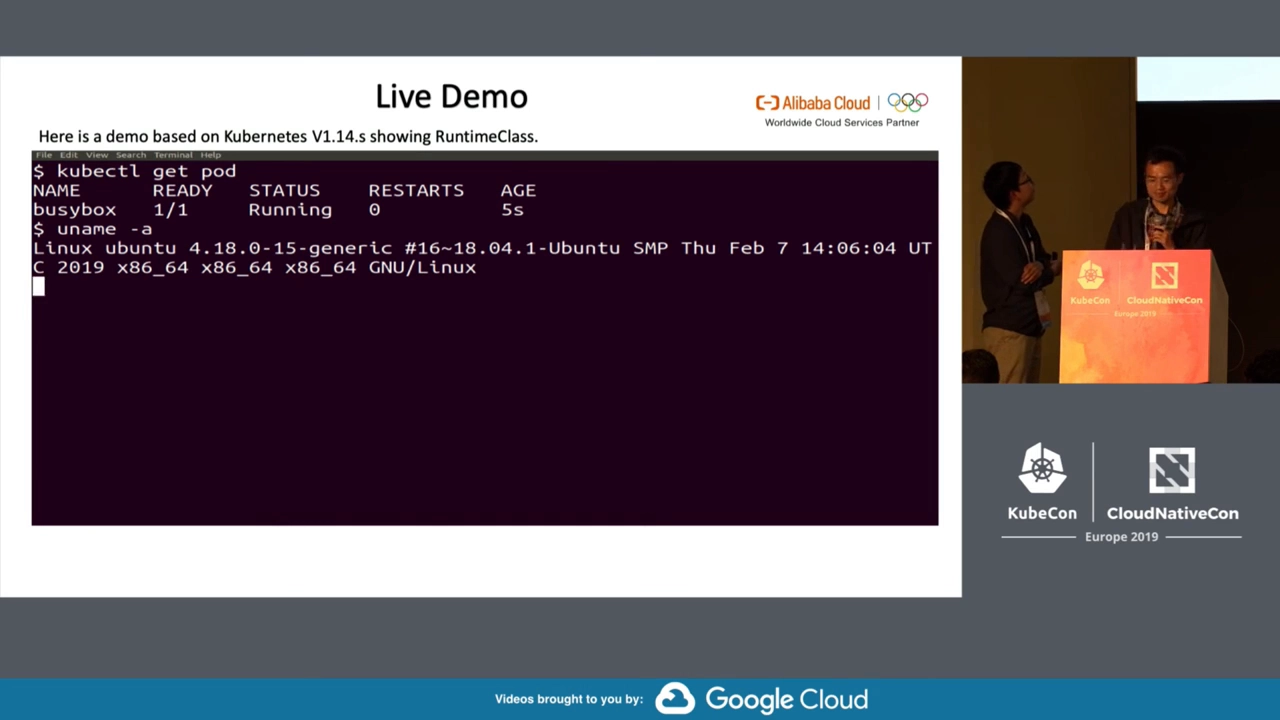 Live Demo
Alibaba Cloud
Worldwide Cloud Services Partner
Here is a demo based on Kubernetes V1.14.s showing RuntimeClass.
File Edit View Search Terminal Help
$ kubectl get pod
NAME READY STATUS RESTARTS AGE
busybox 1/1 Running 0 5s
$ uname -a
Linux ubuntu 4.18.0-15-generic #16~18.04.1-Ubuntu SMP Thu Feb 7 14:06:04 UT
C 2019 x86_64 x86_64 x86_64 GNU/Linux
KubeCon CloudNativeCon
Europe 2019
KubeCon CloudNativeCon
Europe 2019
Videos brought to you by: Google Cloud